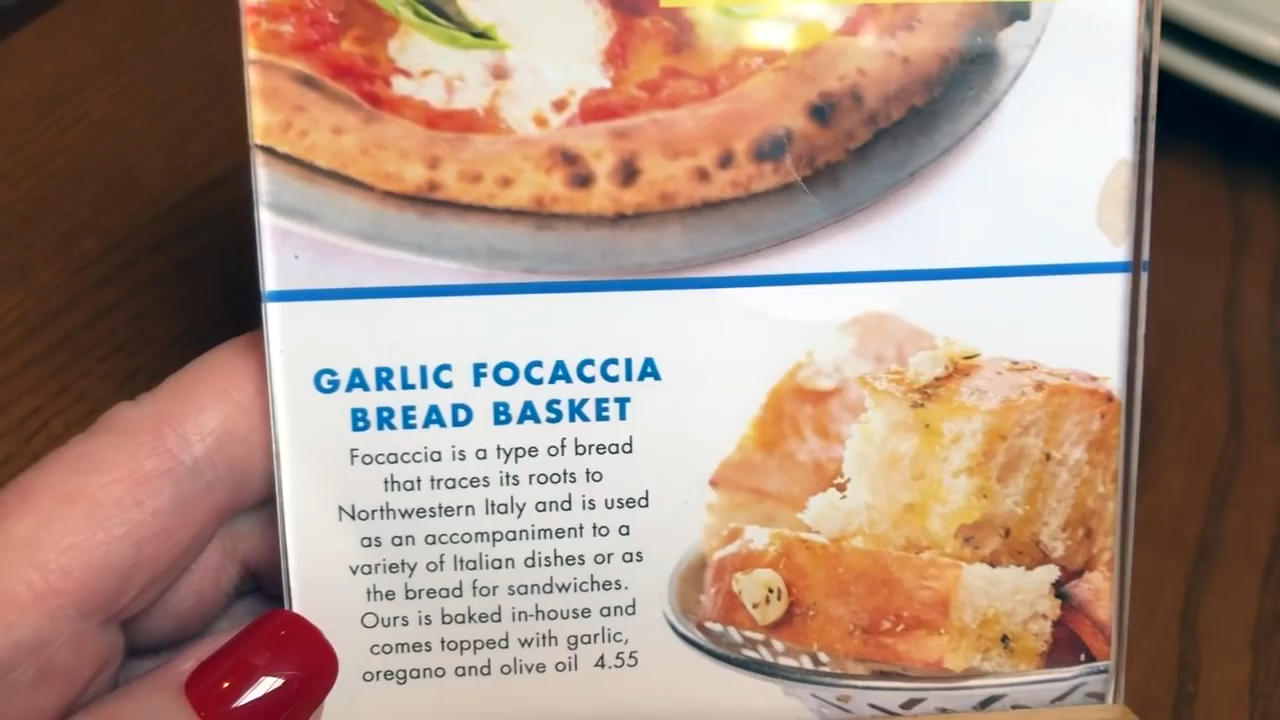 GARLIC FOCACCIA
BREAD BASKET
Focaccia is a type of bread
that traces its roots to
Northwestern Italy and is used
as an accompaniment to a
variety of Italian dishes or as
the bread for sandwiches.
Ours is baked in-house and
comes topped with garlic,
oregano and olive oil 4.55